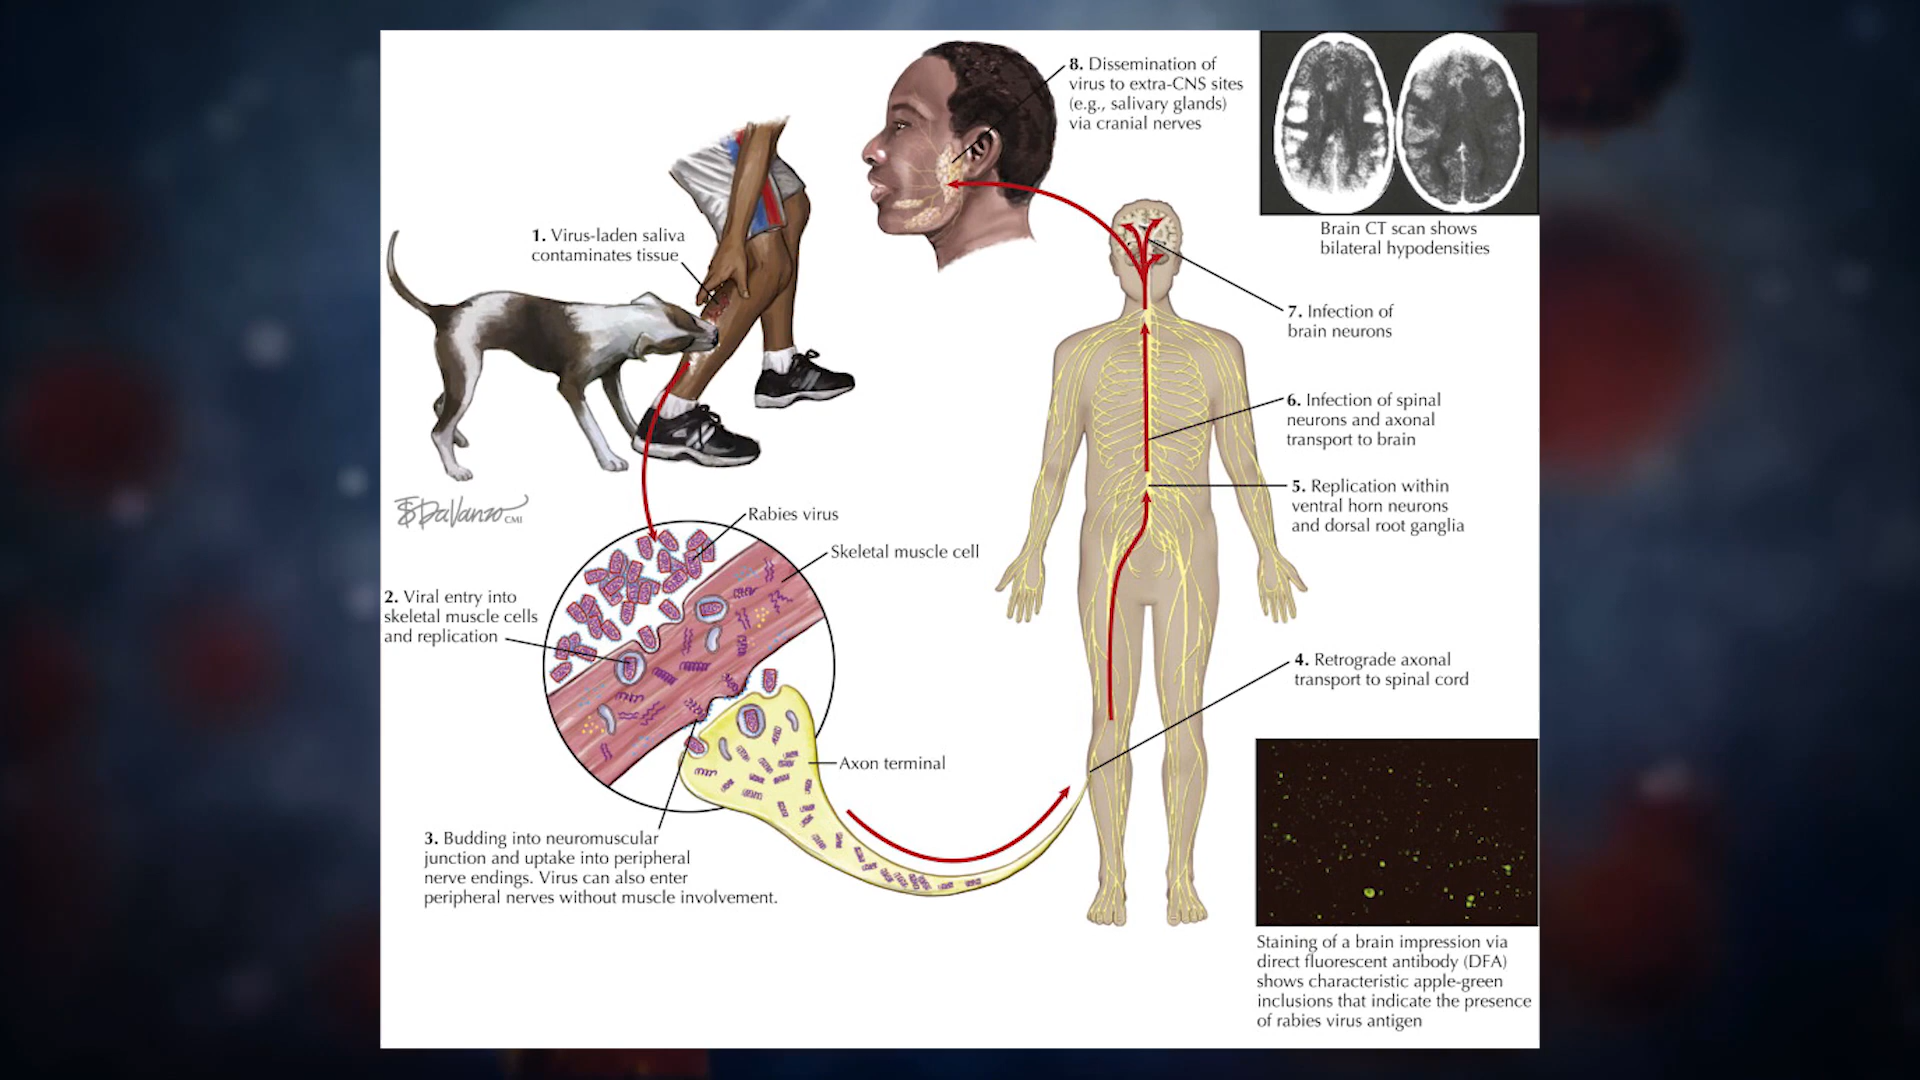 8. Dissemination of
virus to extra-CNS sites
(e.g., salivary glands)
via cranial nerves
Brain CT scan shows
bilateral hypodensities
1. Virus-laden saliva
contaminates tissue
7. Infection of
brain neurons
6. Infection of spinal
neurons and axonal
transport to brain
5. Replication within
ventral horn neurons
and dorsal root ganglia
DaVanzo CMI
Rabies virus
Skeletal muscle cell
2. Viral entry into
skeletal muscle cells
and replication
4. Retrograde axonal
transport to spinal cord
Axon terminal
3. Budding into neuromuscular
junction and uptake into peripheral
nerve endings. Virus can also enter
peripheral nerves without muscle involvement.
Staining of a brain impression via
direct fluorescent antibody (DFA)
shows characteristic apple-green
inclusions that indicate the presence
of rabies virus antigen